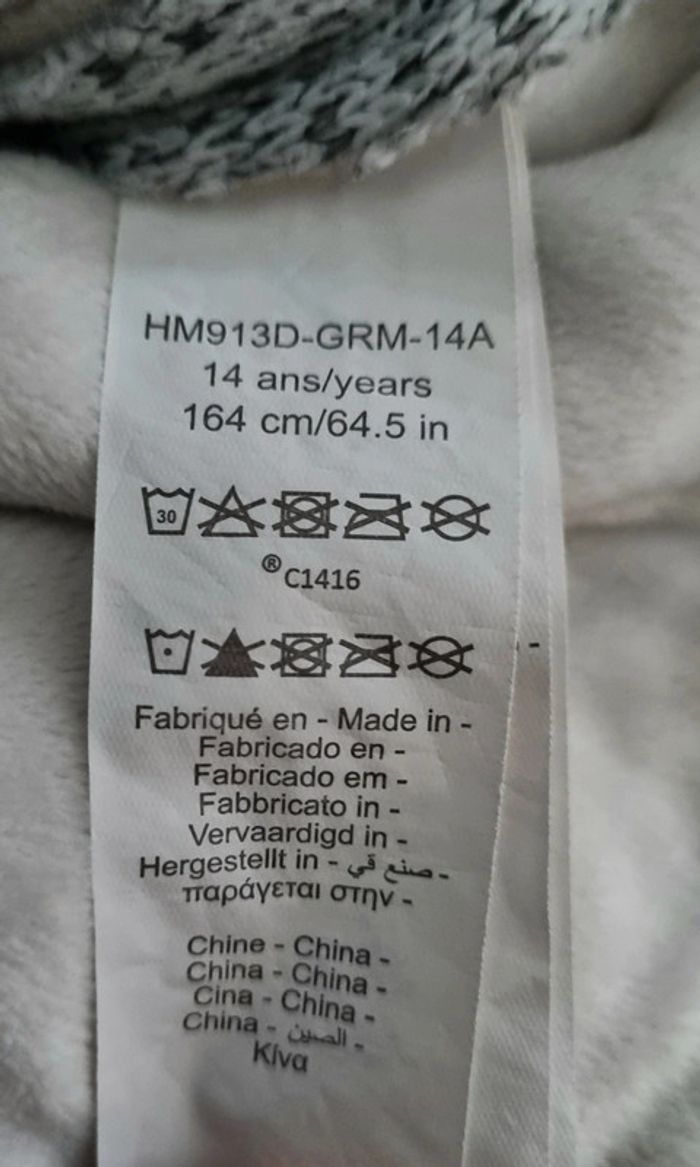 HM913D-GRM-14A
14 ans/years
164 cm/64.5 in
30
®C1416
Fabriqué en - Made in -
Fabricado en -
Fabricado em -
Fabbricato in -
Vervaardigd in -
Hergestellt in - صنع في -
παράγεται στην -
Chine - China -
China - China -
Cina - China -
China - الصين -
Κίνα